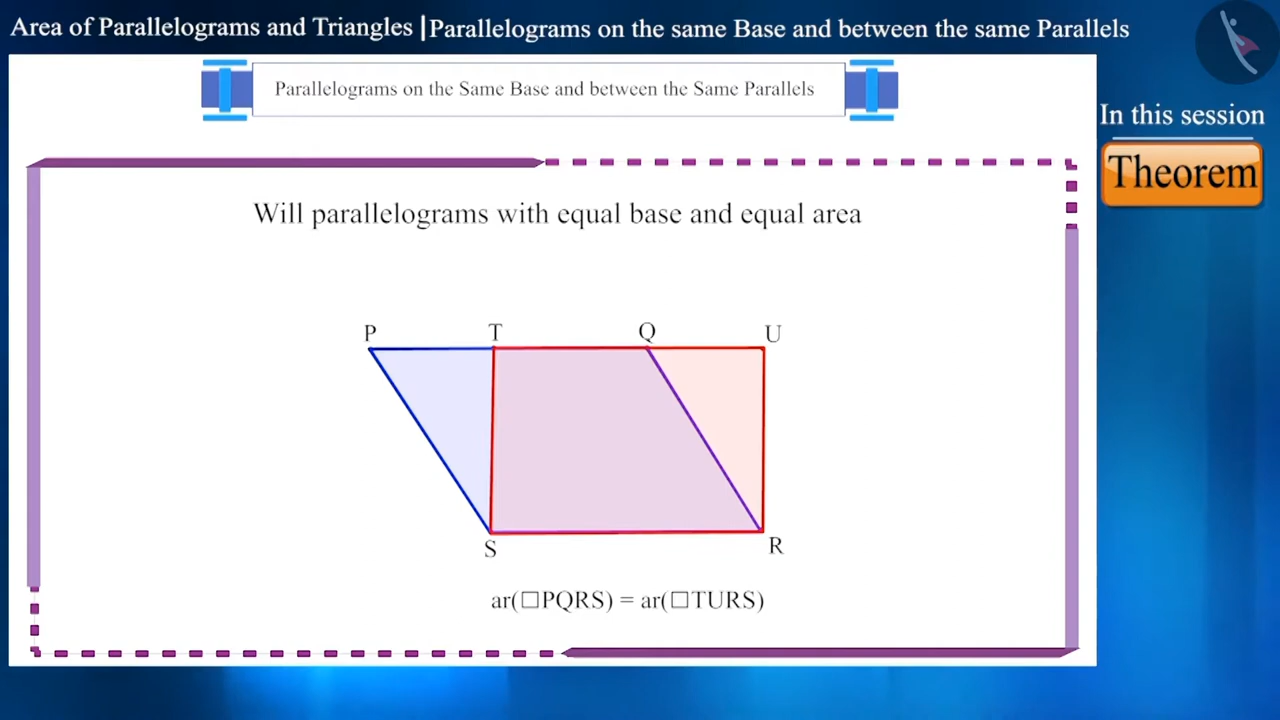 Area of Parallelograms and Triangles | Parallelograms on the same Base and between the same Parallels
Parallelograms on the Same Base and between the Same Parallels
In this session
Theorem
Will parallelograms with equal base and equal area
P T Q U
S R
ar(□PQRS) = ar(□TURS)